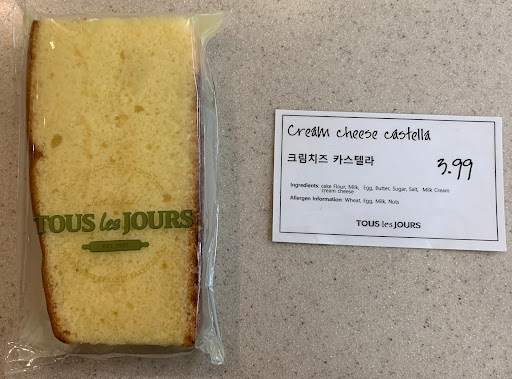 TOUS les JOURS
Cream cheese castella
크림치즈 카스텔라
3.99
Ingredients: cake Flour, Milk, Egg, Butter, Sugar, Salt, Milk Cream
cream cheese
Allergen Information: Wheat, Egg, Milk, Nuts
TOUS les JOURS